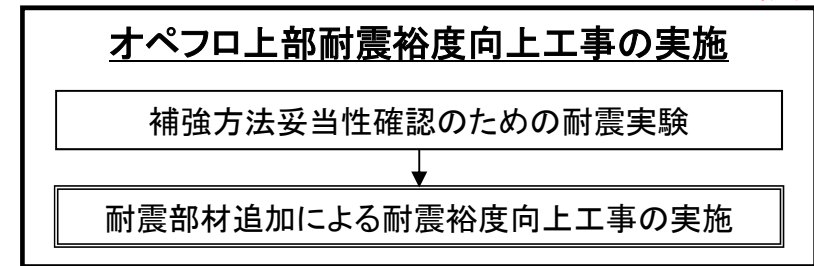 オペフロ上部耐震裕度向上工事の実施
補強方法妥当性確認のための耐震実験
耐震部材追加による耐震裕度向上工事の実施